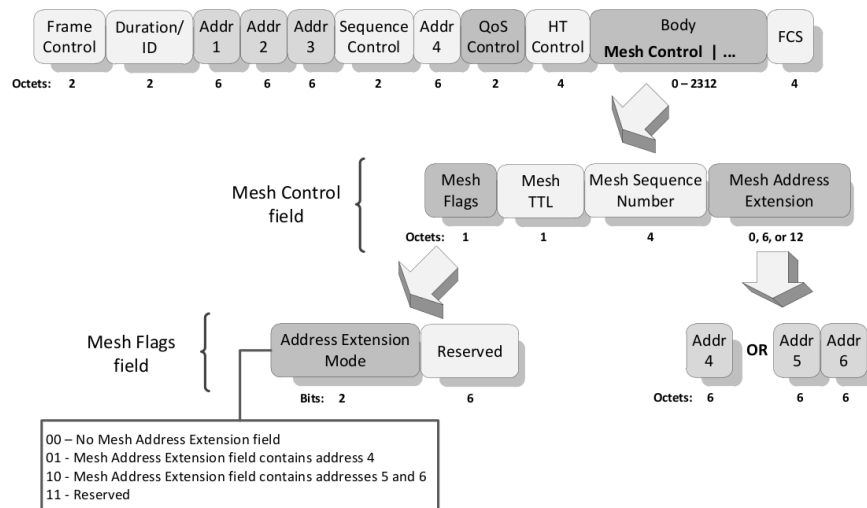 Frame Control
Duration/ ID
Addr 1
Addr 2
Addr 3
Sequence Control
Addr 4
QoS Control
HT Control
Body
Mesh Control | ...
FCS
Octets: 2 2 6 6 6 2 6 2 4 0 – 2312 4
Mesh Control field
Mesh Flags
Mesh TTL
Mesh Sequence Number
Mesh Address Extension
Octets: 1 1 4 0, 6, or 12
Mesh Flags field
Address Extension Mode
Reserved
Bits: 2 6
Addr 4
OR
Addr 5
Addr 6
Octets: 6 6 6
00 – No Mesh Address Extension field
01 - Mesh Address Extension field contains address 4
10 - Mesh Address Extension field contains addresses 5 and 6
11 - Reserved